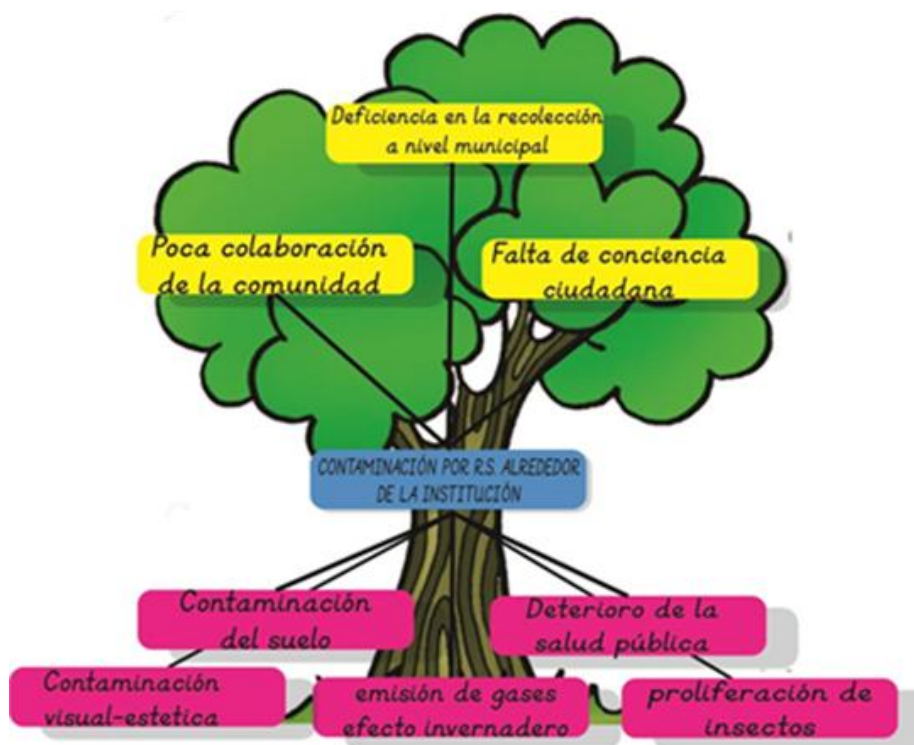 Deficiencia en la recolección
a nivel municipal
Poca colaboración
de la comunidad
Falta de conciencia
ciudadana
CONTAMINACIÓN POR R.S. ALREDEDOR
DE LA INSTITUCIÓN
Contaminación
del suelo
Deterioro de la
salud pública
Contaminación
visual-estetica
emisión de gases
efecto invernadero
proliferación de
insectos